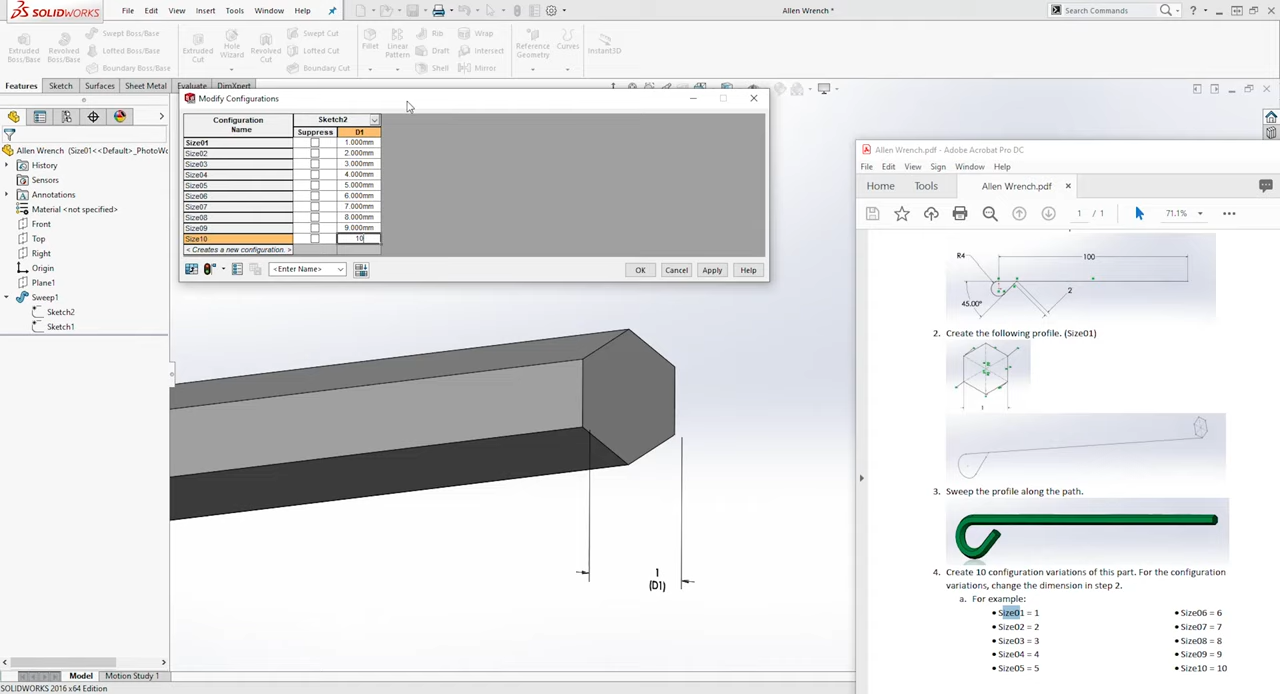 SOLIDWORKS
File Edit View Insert Tools Window Help
Allen Wrench *
Search Commands
Extruded Boss/Base
Revolved Boss/Base
Swept Boss/Base
Lofted Boss/Base
Boundary Boss/Base
Extruded Cut
Hole Wizard
Revolved Cut
Swept Cut
Lofted Cut
Boundary Cut
Fillet
Linear Pattern
Rib
Draft
Shell
Wrap
Intersect
Mirror
Reference Geometry
Curves
Instant3D
Features Sketch Surfaces Sheet Metal Evaluate DimXpert
Allen Wrench (Size01<<Default>_PhotoWo
History
Sensors
Annotations
Material <not specified>
Front
Top
Right
Origin
Plane1
Sweep1
Sketch2
Sketch1
Modify Configurations
Configuration Name Sketch2
Suppress D1
Size01 1.000mm
Size02 2.000mm
Size03 3.000mm
Size04 4.000mm
Size05 5.000mm
Size06 6.000mm
Size07 7.000mm
Size08 8.000mm
Size09 9.000mm
Size10 10
< Creates a new configuration. >
<Enter Name>
OK Cancel Apply Help
1
(D1)
Allen Wrench.pdf - Adobe Acrobat Pro DC
File Edit View Sign Window Help
Home Tools Allen Wrench.pdf ×
1 / 1 71.1%
R4
100
45.00°
2
2. Create the following profile. (Size01)
1
3. Sweep the profile along the path.
4. Create 10 configuration variations of this part. For the configuration
variations, change the dimension in step 2.
a. For example:
• Size01 = 1 • Size06 = 6
• Size02 = 2 • Size07 = 7
• Size03 = 3 • Size08 = 8
• Size04 = 4 • Size09 = 9
• Size05 = 5 • Size10 = 10
Model Motion Study 1
SOLIDWORKS 2016 x64 Edition